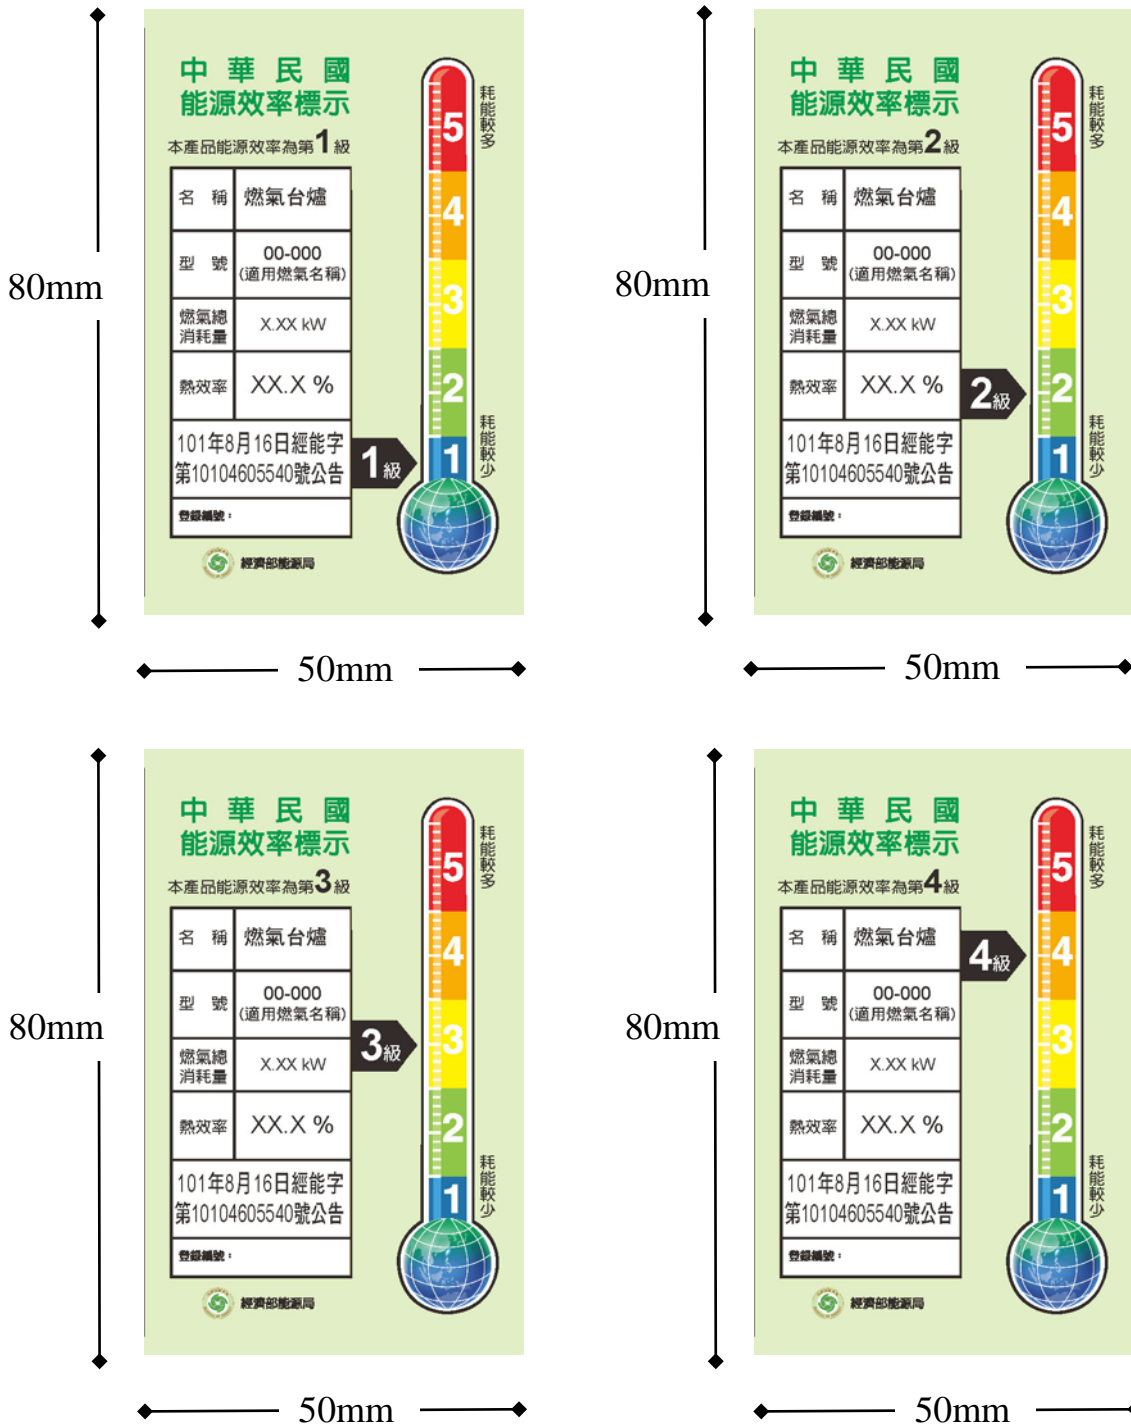 中華民國
能源效率標示
本產品能源效率為第1級
名稱 燃氣台爐
型號 00-000
(適用燃氣名稱)
燃氣總
消耗量 X.XX kW
熱效率 XX.X %
101年8月16日經能字
第10104605540號公告
登錄編號：
經濟部能源局
1級
耗能較多
5
4
3
2
1
耗能較少
80mm
50mm
中華民國
能源效率標示
本產品能源效率為第2級
名稱 燃氣台爐
型號 00-000
(適用燃氣名稱)
燃氣總
消耗量 X.XX kW
熱效率 XX.X %
101年8月16日經能字
第10104605540號公告
登錄編號：
經濟部能源局
2級
耗能較多
5
4
3
2
1
耗能較少
80mm
50mm
中華民國
能源效率標示
本產品能源效率為第3級
名稱 燃氣台爐
型號 00-000
(適用燃氣名稱)
燃氣總
消耗量 X.XX kW
熱效率 XX.X %
101年8月16日經能字
第10104605540號公告
登錄編號：
經濟部能源局
3級
耗能較多
5
4
3
2
1
耗能較少
80mm
50mm
中華民國
能源效率標示
本產品能源效率為第4級
名稱 燃氣台爐
型號 00-000
(適用燃氣名稱)
燃氣總
消耗量 X.XX kW
熱效率 XX.X %
101年8月16日經能字
第10104605540號公告
登錄編號：
經濟部能源局
4級
耗能較多
5
4
3
2
1
耗能較少
80mm
50mm